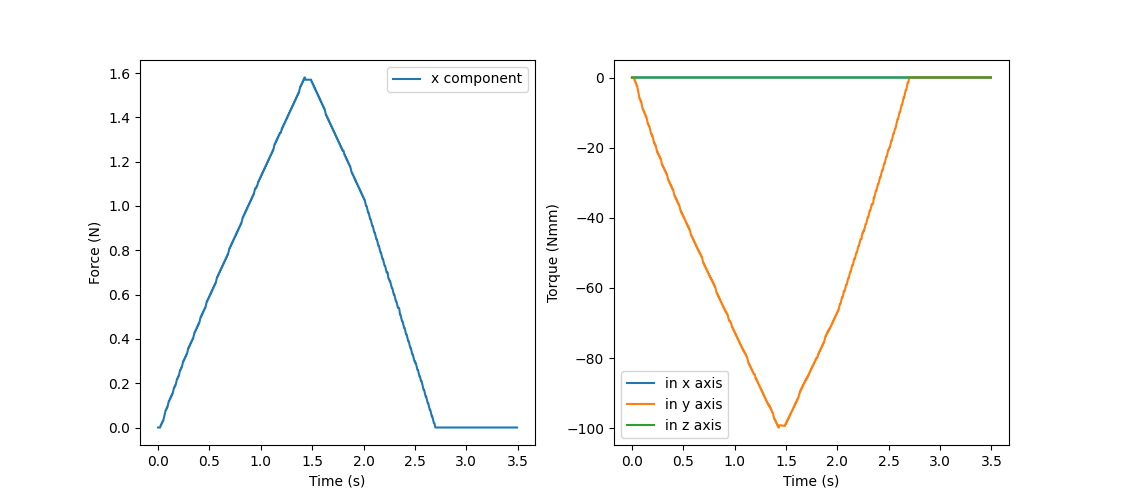 1.6
1.4
1.2
1.0
0.8
0.6
0.4
0.2
0.0
Force (N)
x component
0.0 0.5 1.0 1.5 2.0 2.5 3.0 3.5
Time (s)
0
−20
−40
−60
−80
−100
Torque (Nmm)
in x axis
in y axis
in z axis
0.0 0.5 1.0 1.5 2.0 2.5 3.0 3.5
Time (s)